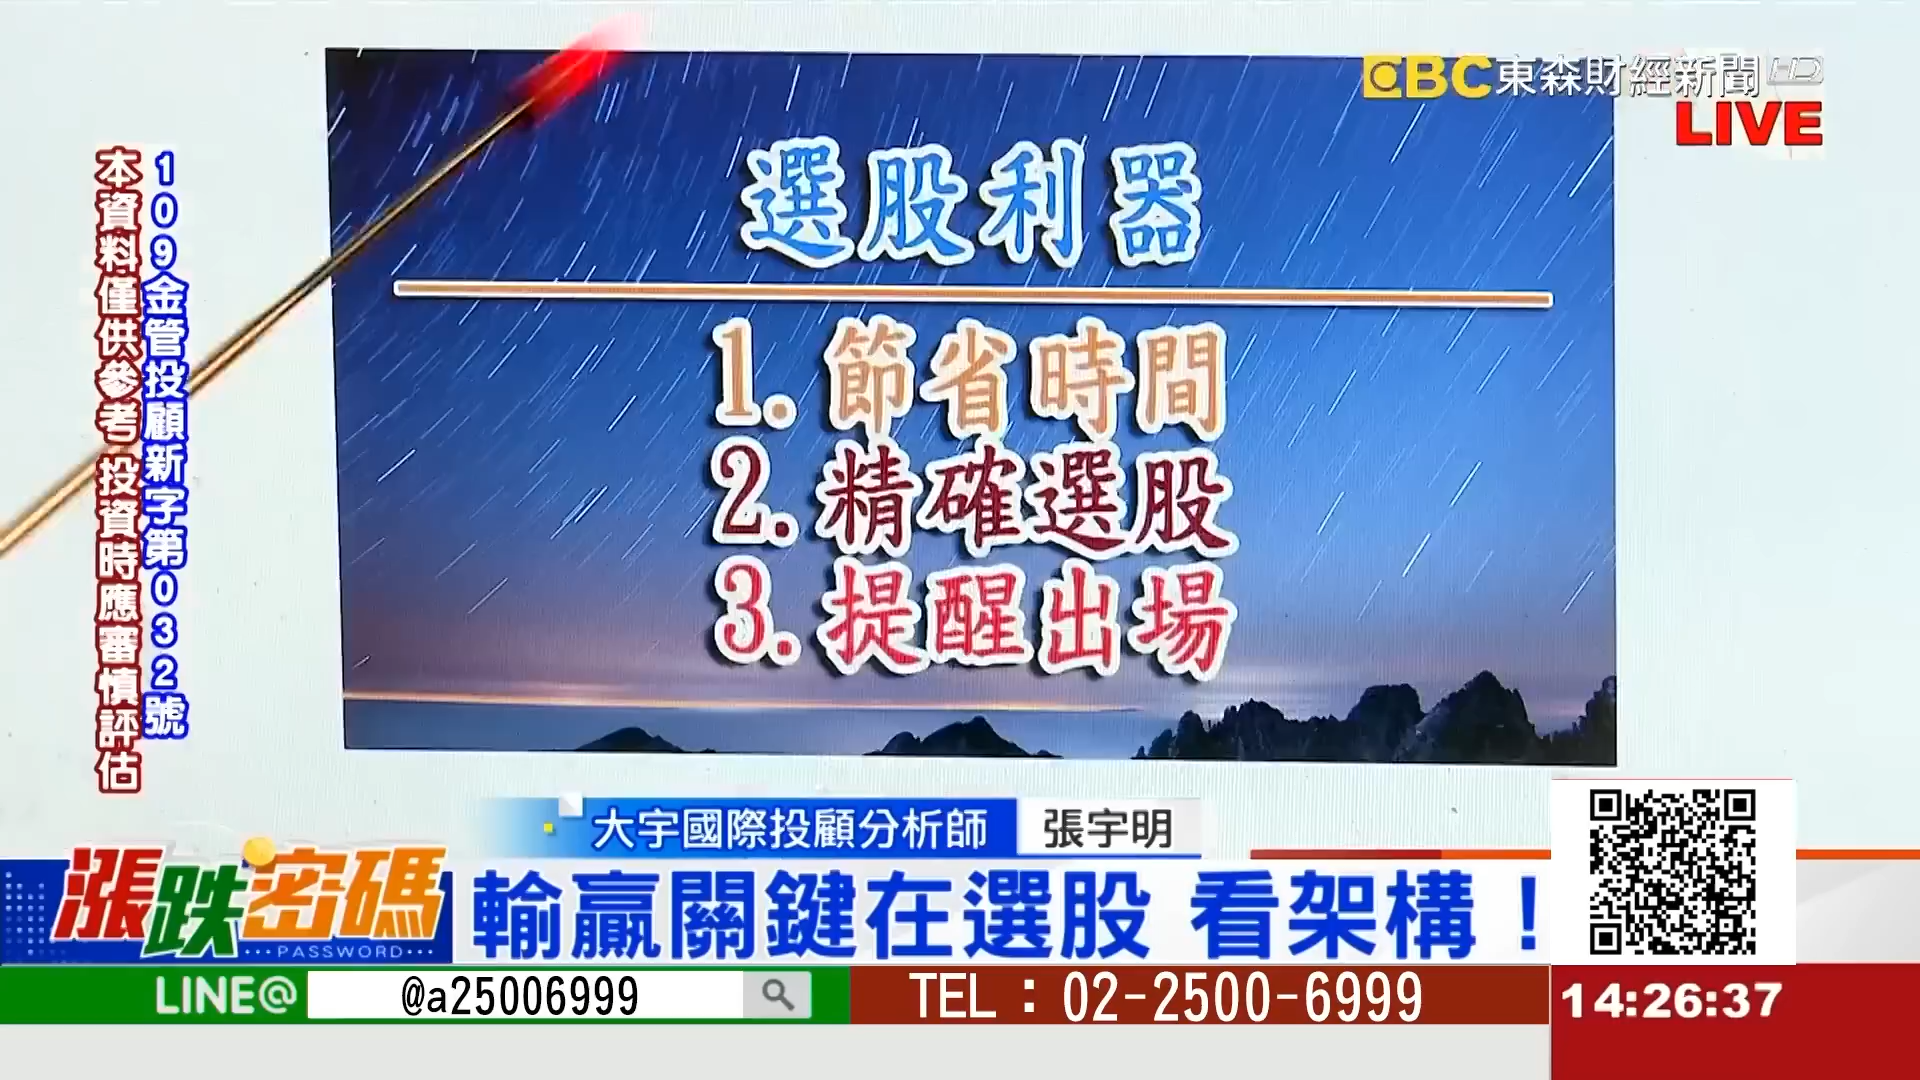 EBC東森財經新聞HD
LIVE
109金管投顧新字第032號
本資料僅供參考 投資時應審慎評估
選股利器
1.節省時間
2.精確選股
3.提醒出場
大宇國際投顧分析師 張宇明
漲跌密碼
PASSWORD
輸贏關鍵在選股 看架構！
LINE@ @a25006999 TEL：02-2500-6999 14:26:37